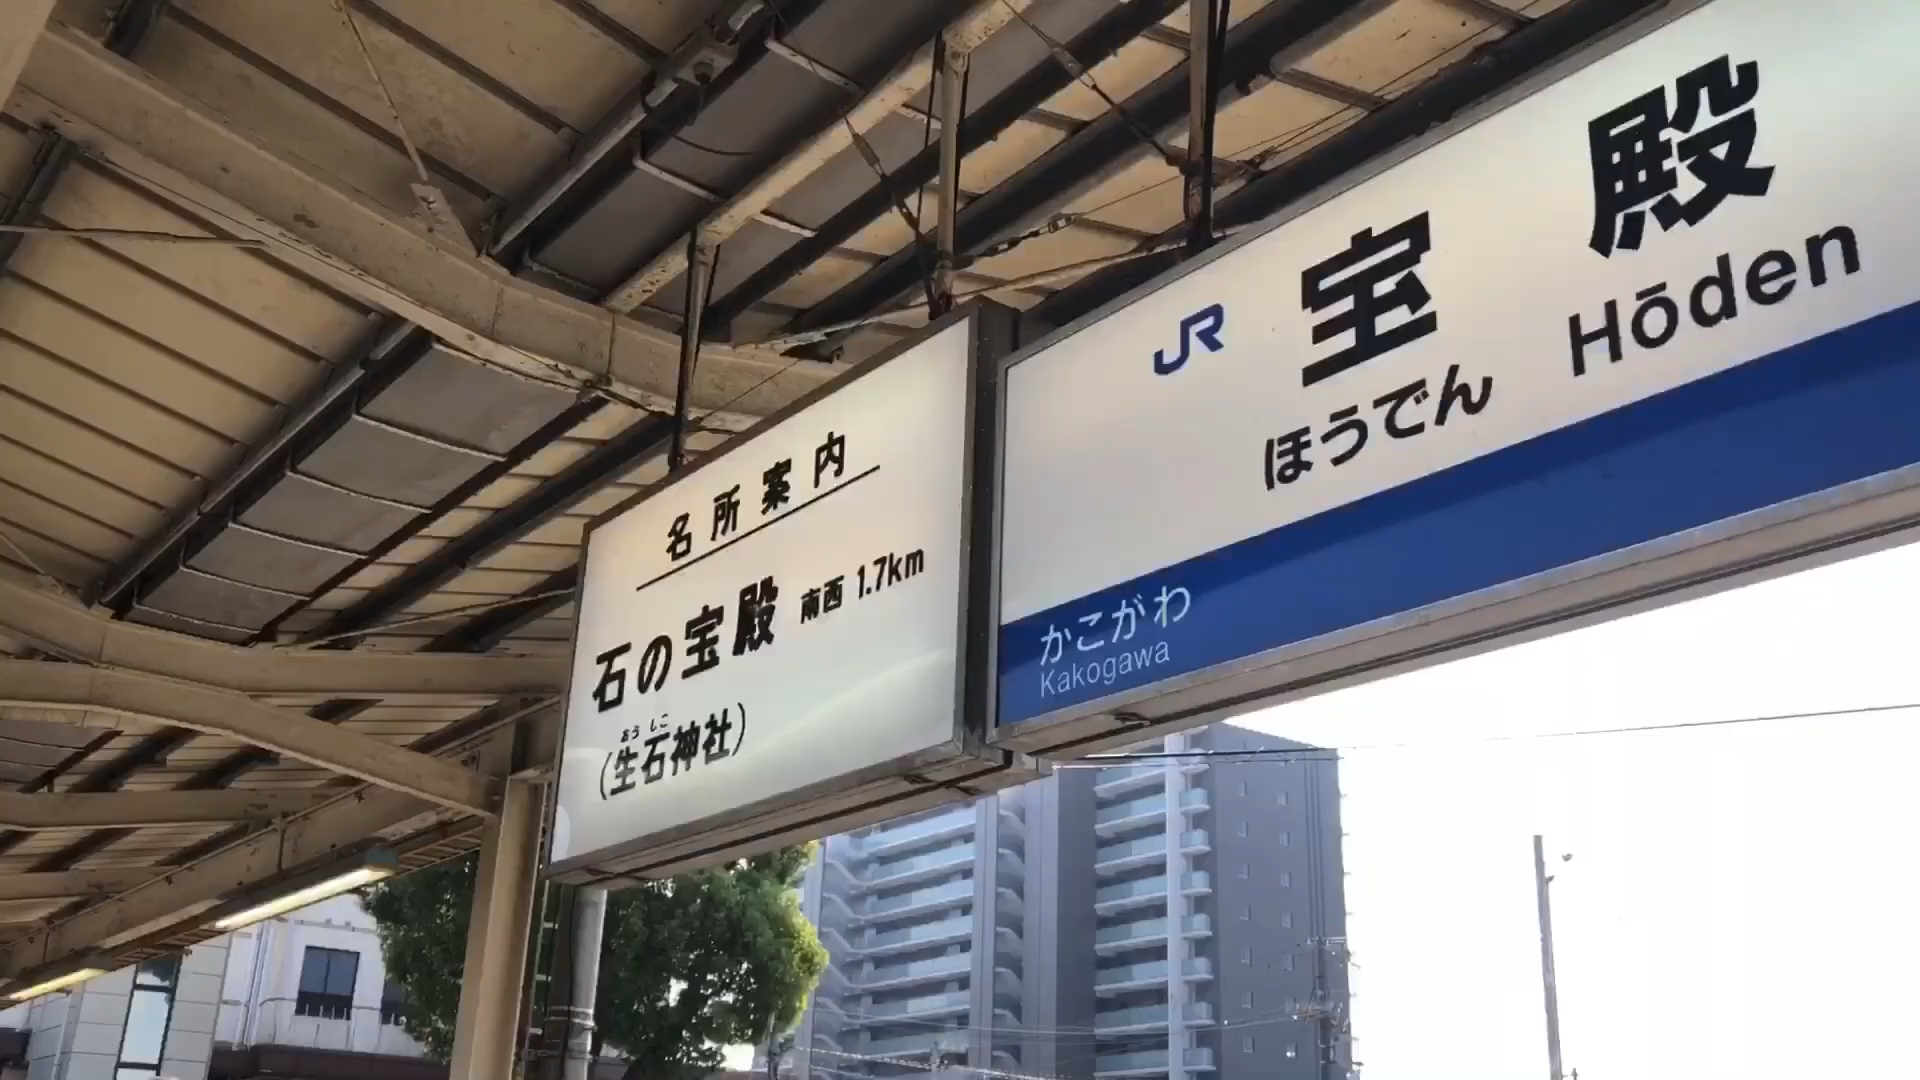 名所案内
石の宝殿 南西 1.7km
おうしこ
(生石神社)
JR 宝殿
ほうでん Hōden
かこがわ
Kakogawa